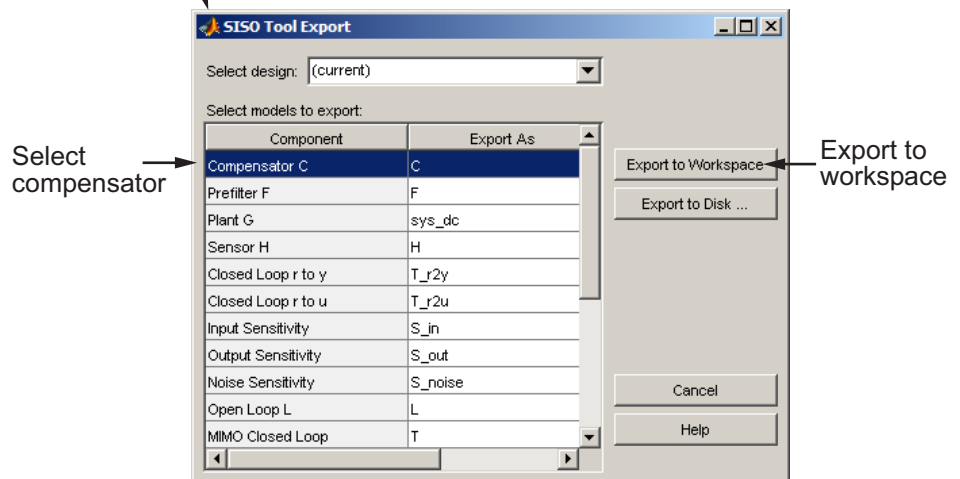 SISO Tool Export
Select design: (current)
Select models to export:
Component Export As
Compensator C C
Prefilter F F
Plant G sys_dc
Sensor H H
Closed Loop r to y T_r2y
Closed Loop r to u T_r2u
Input Sensitivity S_in
Output Sensitivity S_out
Noise Sensitivity S_noise
Open Loop L L
MIMO Closed Loop T
Export to Workspace
Export to Disk ...
Cancel
Help
Select
compensator
Export to
workspace